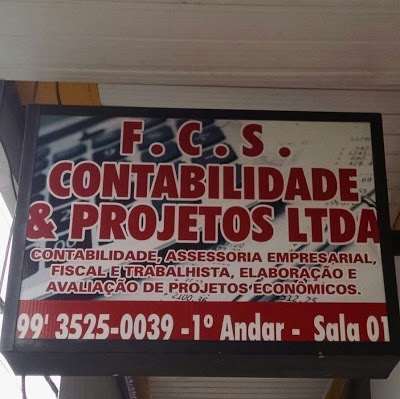 F. C. S.
CONTABILIDADE
& PROJETOS LTDA
CONTABILIDADE, ASSESSORIA EMPRESARIAL,
FISCAL E TRABALHISTA, ELABORAÇÃO E
AVALIAÇÃO DE PROJETOS ECONÔMICOS.
99' 3525-0039 -1º Andar - Sala 01